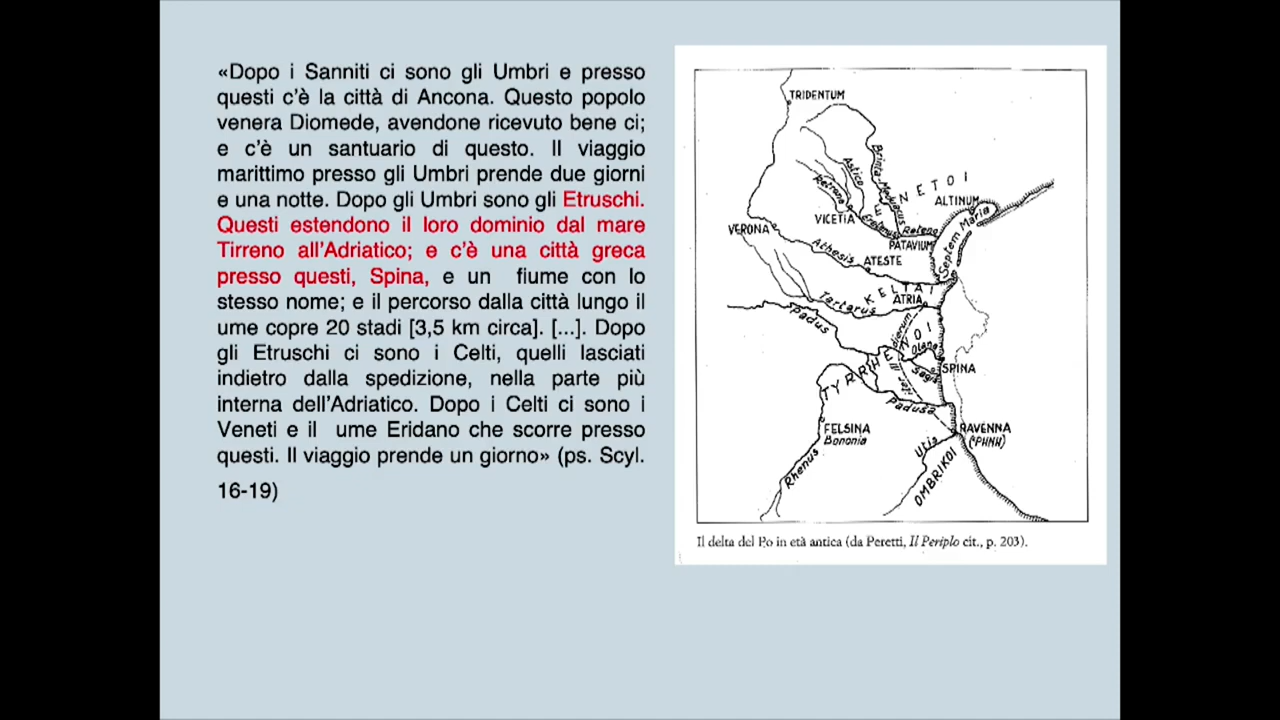 «Dopo i Sanniti ci sono gli Umbri e presso
questi c'è la città di Ancona. Questo popolo
venera Diomede, avendone ricevuto bene ci;
e c'è un santuario di questo. Il viaggio
marittimo presso gli Umbri prende due giorni
e una notte. Dopo gli Umbri sono gli Etruschi.
Questi estendono il loro dominio dal mare
Tirreno all'Adriatico; e c'è una città greca
presso questi, Spina, e un fiume con lo
stesso nome; e il percorso dalla città lungo il
ume copre 20 stadi [3,5 km circa]. [...]. Dopo
gli Etruschi ci sono i Celti, quelli lasciati
indietro dalla spedizione, nella parte più
interna dell'Adriatico. Dopo i Celti ci sono i
Veneti e il ume Eridano che scorre presso
questi. Il viaggio prende un giorno» (ps. Scyl.
16-19)
TRIDENTUM
Brinta
Astico
Retrone
ENETOI
ALTINUM
VICETIA
Eretenus
Reteno
VERONA
PATAVIUM
Septem Maria
Athesis
ATESTE
KELTAI
ATRIA
Tartarus
Padus
Olane
TYRRHENOI
Sagis
SPINA
Padusa
FELSINA
Bononia
RAVENNA
Utis
Rhenus
OMBRIKOI
Il delta del Po in età antica (da Peretti, Il Periplo cit., p. 203).